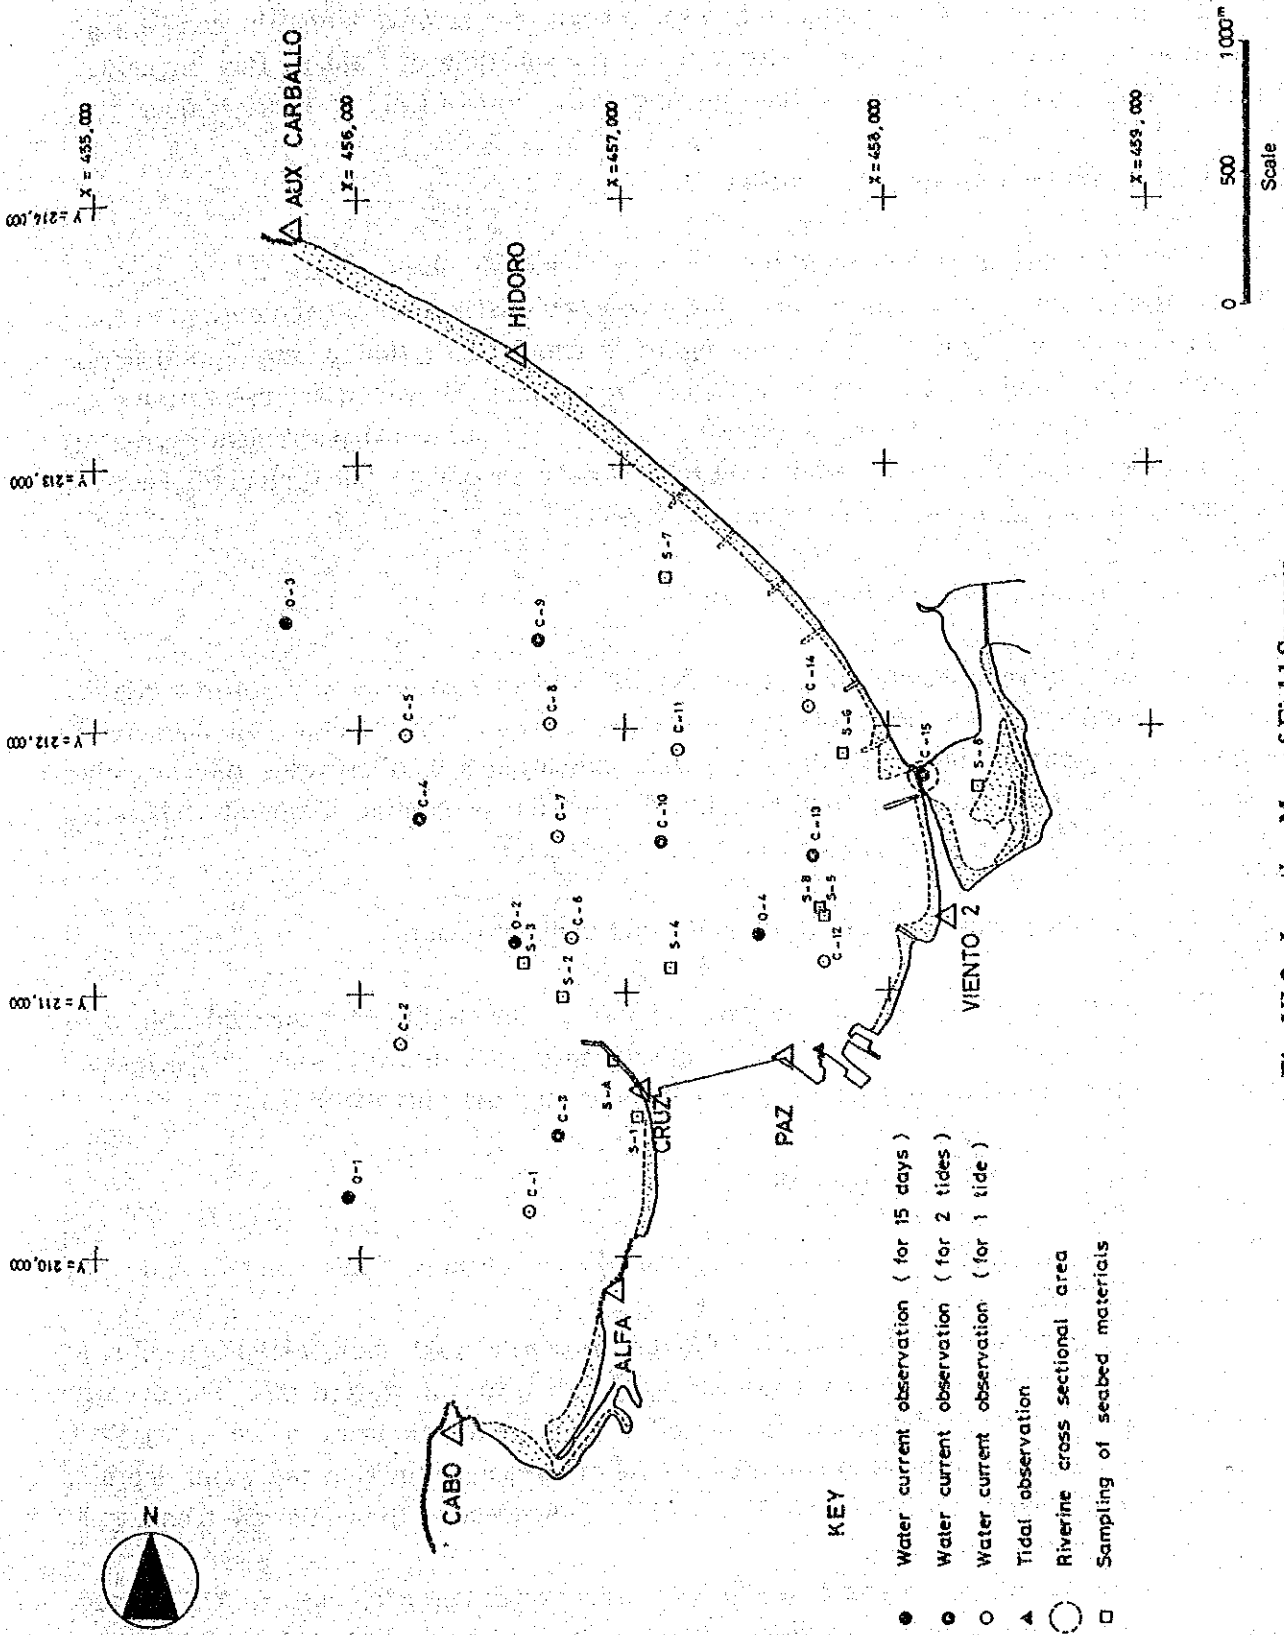 N
Y=210,000
Y=211,000
Y=212,000
Y=213,000
Y=214,000
X = 455,000
X = 456,000
X = 457,000
X = 458,000
X = 459,000
AUX CARBALLO
HIDORO
CABO
ALFA
CRUZ
PAZ
VIENTO 2
O-1
O-2
O-3
O-4
C-1
C-2
C-3
C-4
C-5
C-6
C-7
C-8
C-9
C-10
C-11
C-12
C-13
C-14
C-15
S-A
S-1
S-2
S-3
S-4
S-B
S-5
S-6
S-7
S-8
KEY
Water current observation ( for 15 days )
Water current observation ( for 2 tides )
Water current observation ( for 1 tide )
Tidal observation
Riverine cross sectional area
Sampling of seabed materials
0 500 1000m
Scale